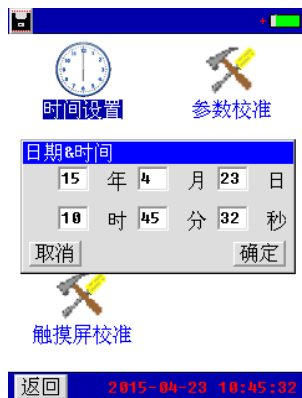 时间设置 参数校准
日期&时间
15 年 4 月 23 日
10 时 45 分 32 秒
取消 确定
触摸屏校准
返回 2015-04-23 10:45:32